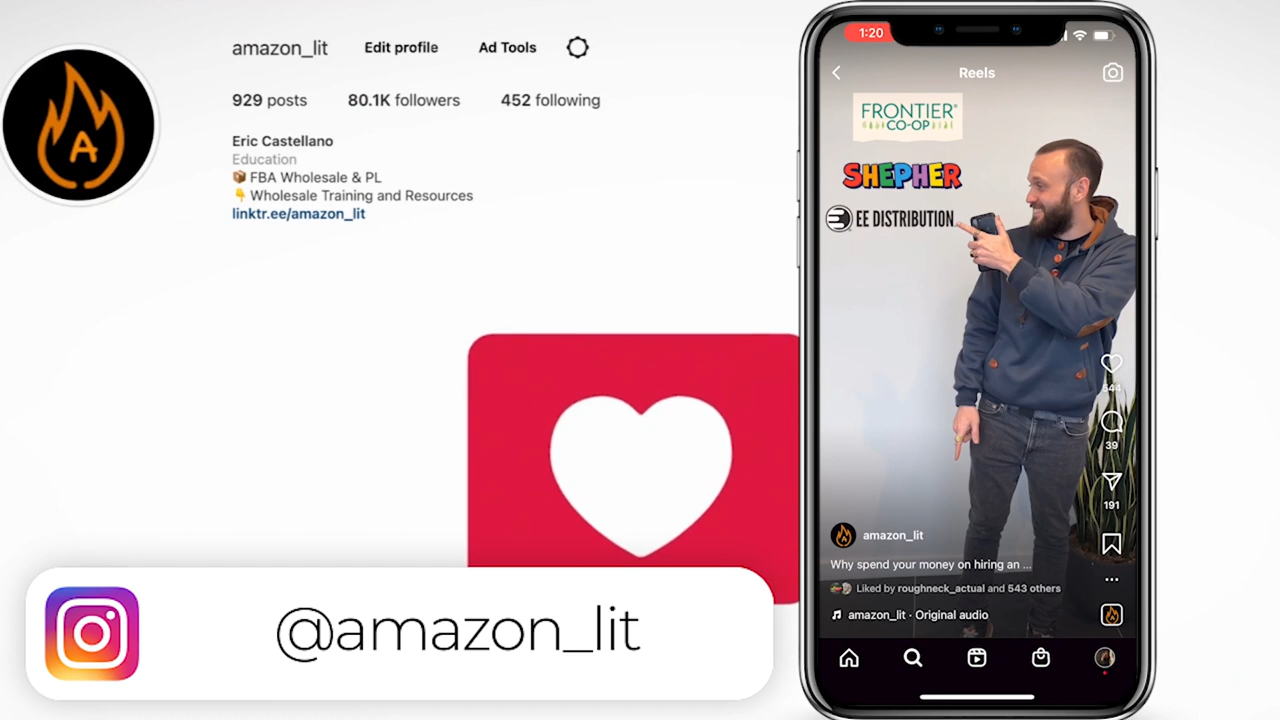 amazon_lit Edit profile Ad Tools
929 posts 80.1K followers 452 following
Eric Castellano
Education
📦 FBA Wholesale & PL
👇 Wholesale Training and Resources
linktr.ee/amazon_lit
A
@amazon_lit
1:20
Reels
FRONTIER®
CO-OP
SHEPHER
EE DISTRIBUTION
544
39
191
amazon_lit
Why spend your money on hiring an ...
Liked by roughneck_actual and 543 others
amazon_lit · Original audio